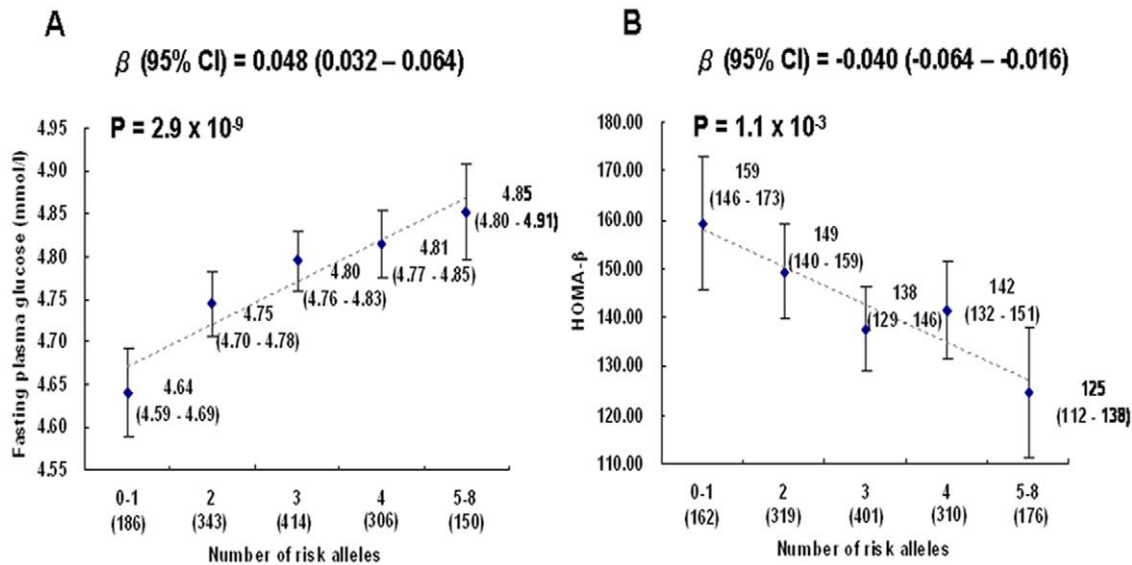 A
β (95% CI) = 0.048 (0.032 – 0.064)
P = 2.9 x 10-9
Fasting plasma glucose (mmol/l)
4.95
4.90
4.85
4.80
4.75
4.70
4.65
4.60
4.55
4.64
(4.59 - 4.69)
4.75
(4.70 - 4.78)
4.80
(4.76 - 4.83)
4.81
(4.77 - 4.85)
4.85
(4.80 - 4.91)
0-1 2 3 4 5-8
(186) (343) (414) (306) (150)
Number of risk alleles
B
β (95% CI) = -0.040 (-0.064 – -0.016)
P = 1.1 x 10-3
HOMA-β
180.00
170.00
160.00
150.00
140.00
130.00
120.00
110.00
159
(146 - 173)
149
(140 - 159)
138
(129 - 146)
142
(132 - 151)
125
(112 - 138)
0-1 2 3 4 5-8
(162) (319) (401) (310) (176)
Number of risk alleles